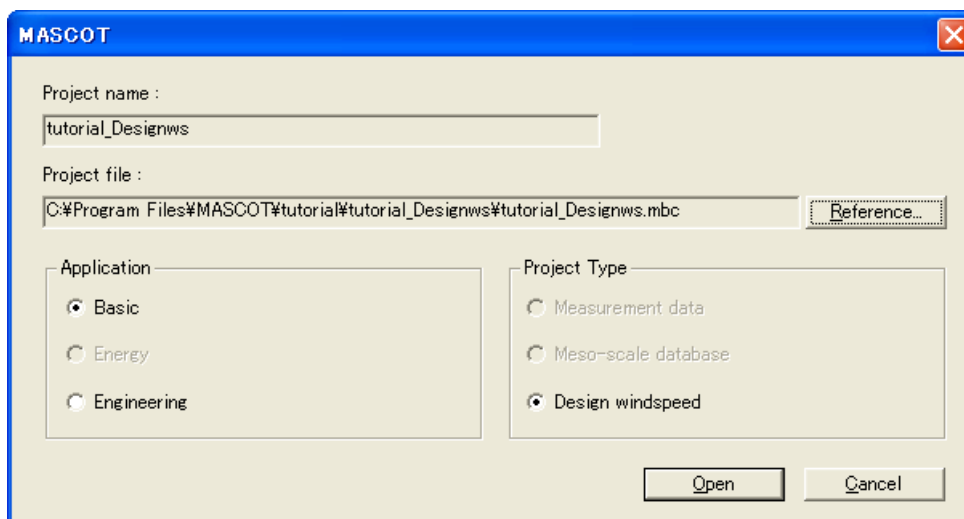 MASCOT
Project name :
tutorial_Designws
Project file :
C:¥Program Files¥MASCOT¥tutorial¥tutorial_Designws¥tutorial_Designws.mbc
Reference...
Application
Basic
Energy
Engineering
Project Type
Measurement data
Meso-scale database
Design windspeed
Open
Cancel